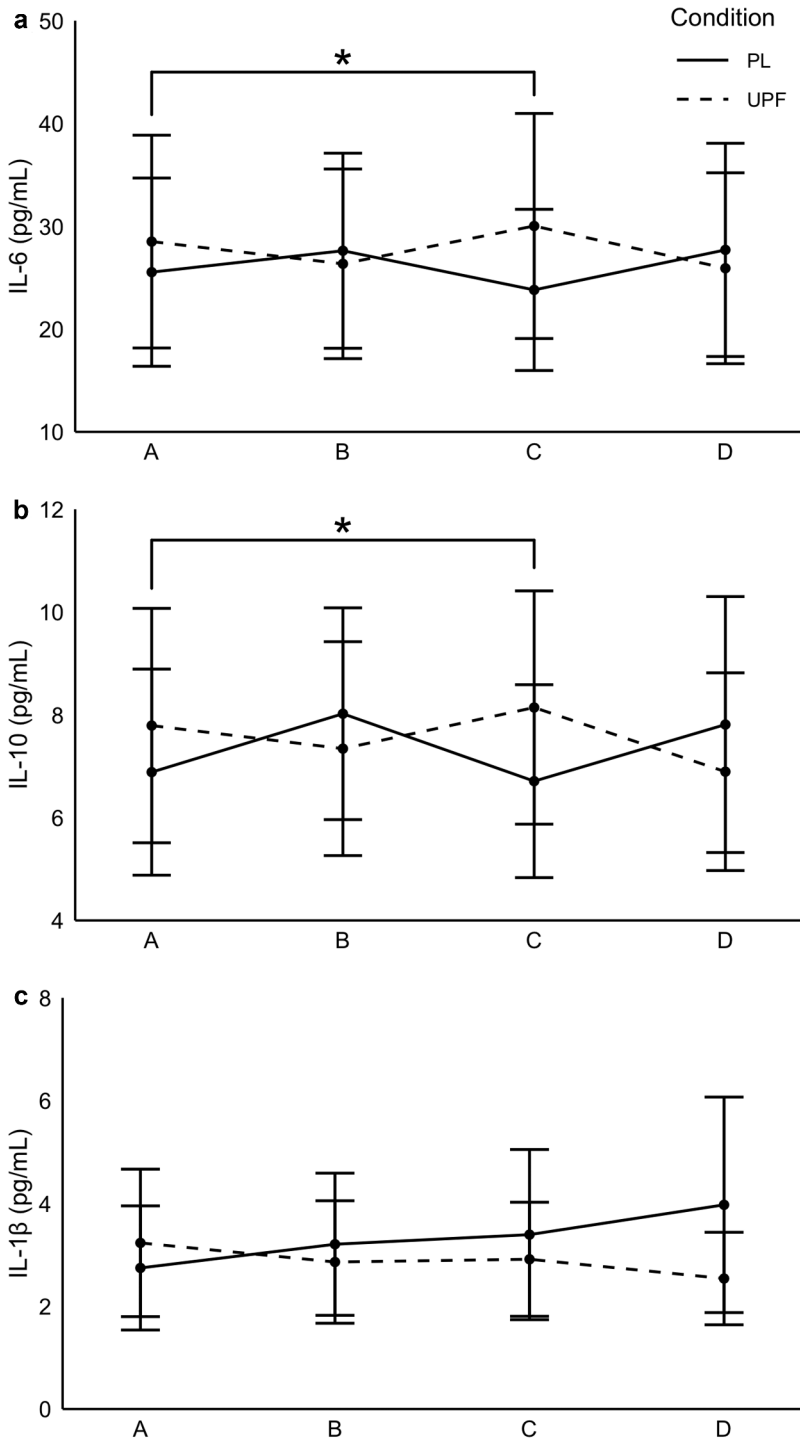 a
50
40
30
20
10
IL-6 (pg/mL)
*
Condition
PL
UPF
A B C D
b
12
10
8
6
4
IL-10 (pg/mL)
*
A B C D
c
8
6
4
2
0
IL-1β (pg/mL)
A B C D